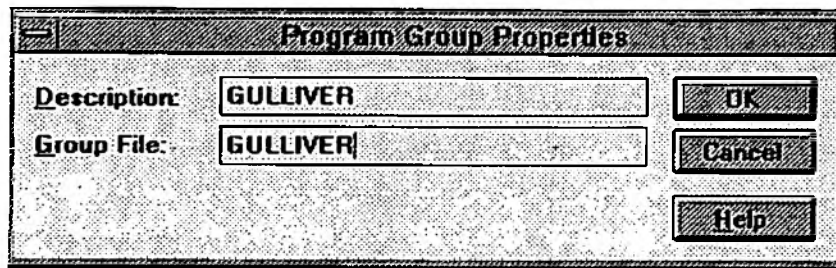 Program Group Properties
Description: GULLIVER
OK
Group File: GULLIVER
Cancel
Help